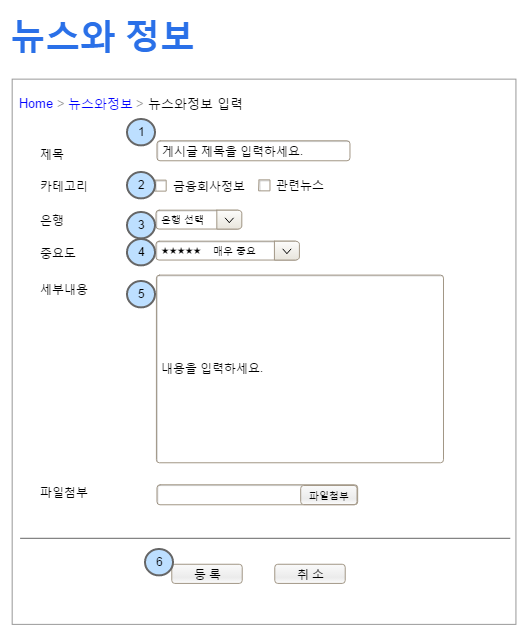 뉴스와 정보
Home > 뉴스와정보 > 뉴스와정보 입력
1
제목 게시글 제목을 입력하세요.
카테고리 2 금융회사정보 관련뉴스
은행 3 은행 선택
중요도 4 ★★★★★ 매우 중요
세부내용 5
내용을 입력하세요.
파일첨부 파일첨부
6
등 록 취 소